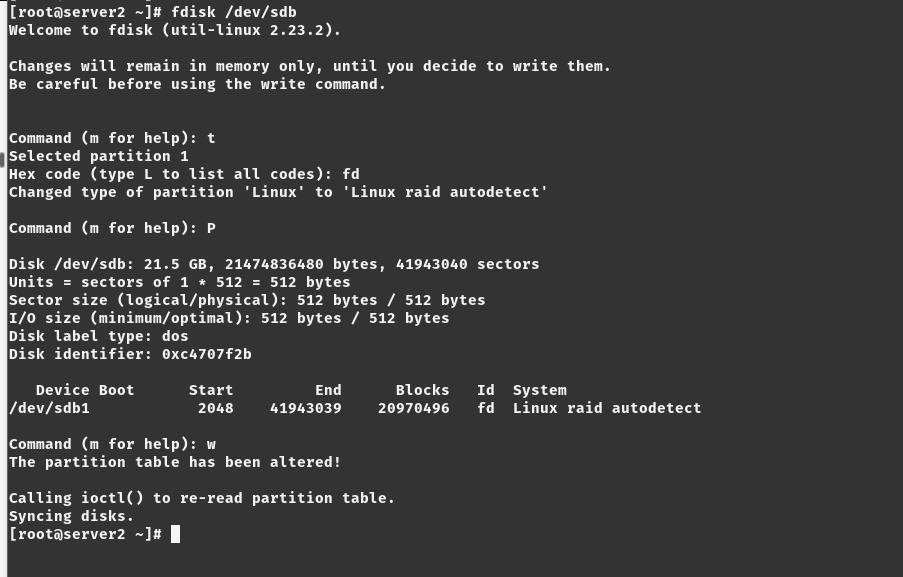 [root@server2 ~]# fdisk /dev/sdb
Welcome to fdisk (util-linux 2.23.2).
Changes will remain in memory only, until you decide to write them.
Be careful before using the write command.
Command (m for help): t
Selected partition 1
Hex code (type L to list all codes): fd
Changed type of partition 'Linux' to 'Linux raid autodetect'
Command (m for help): P
Disk /dev/sdb: 21.5 GB, 21474836480 bytes, 41943040 sectors
Units = sectors of 1 * 512 = 512 bytes
Sector size (logical/physical): 512 bytes / 512 bytes
I/O size (minimum/optimal): 512 bytes / 512 bytes
Disk label type: dos
Disk identifier: 0xc4707f2b
   Device Boot      Start         End      Blocks   Id  System
/dev/sdb1            2048    41943039    20970496   fd  Linux raid autodetect
Command (m for help): w
The partition table has been altered!
Calling ioctl() to re-read partition table.
Syncing disks.
[root@server2 ~]#